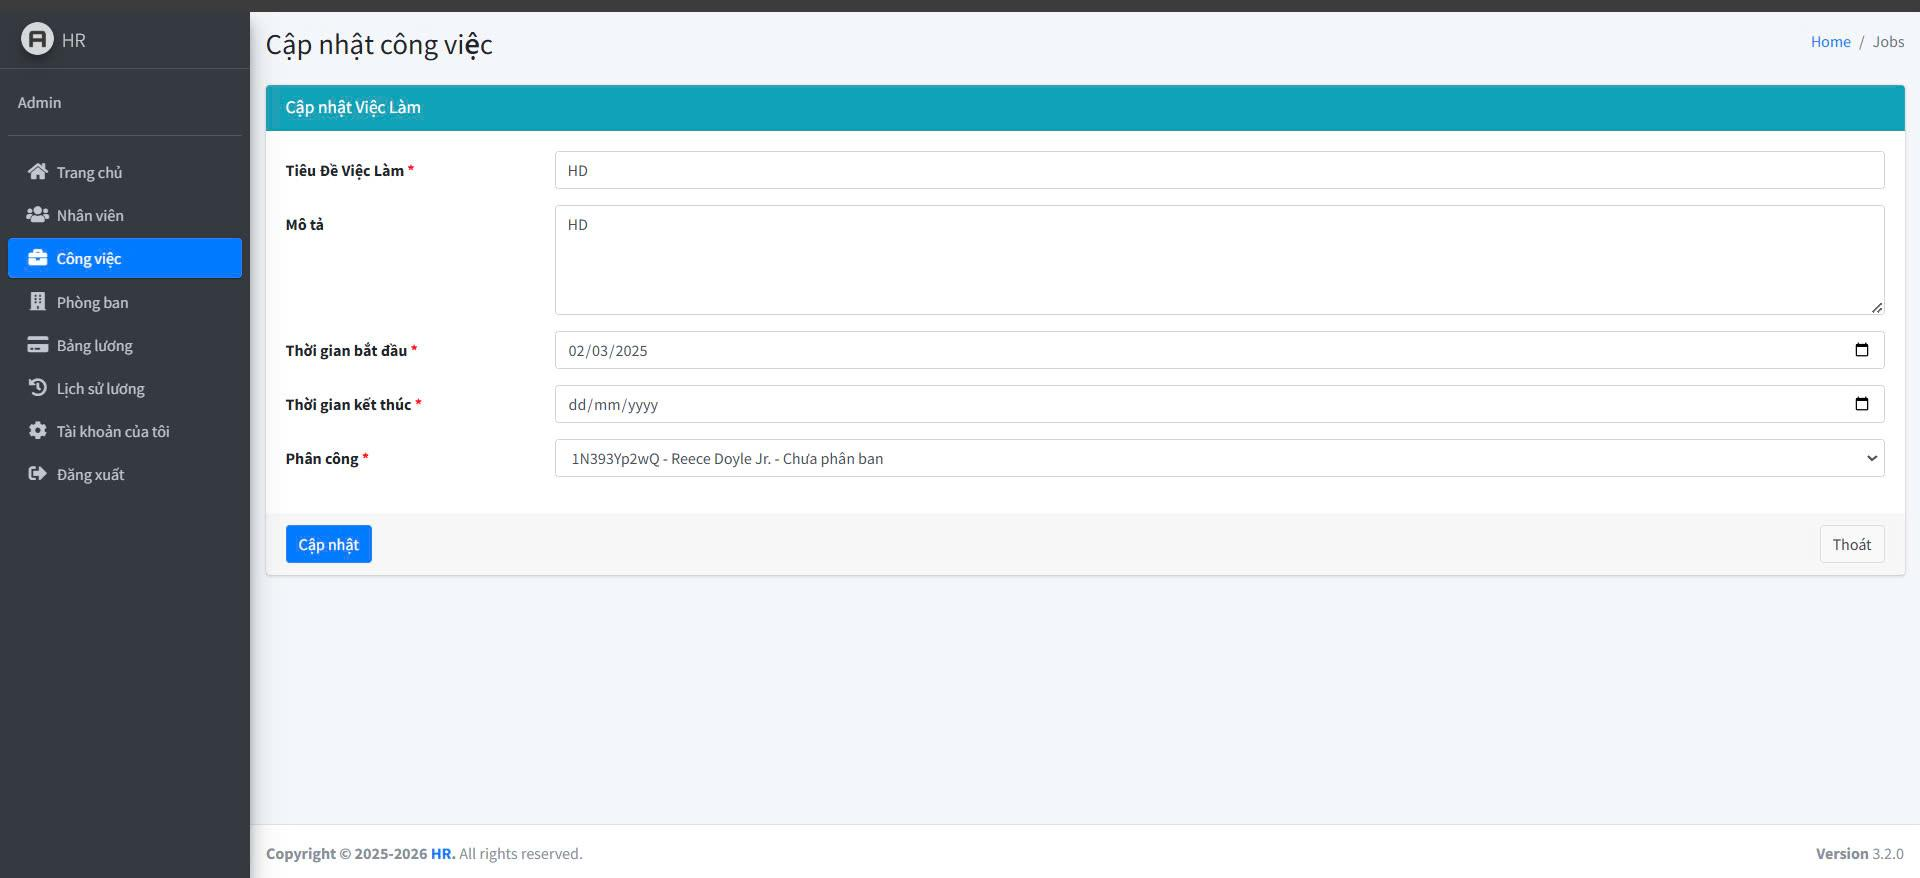 HR
Admin
Trang chủ
Nhân viên
Công việc
Phòng ban
Bảng lương
Lịch sử lương
Tài khoản của tôi
Đăng xuất
Cập nhật công việc
Home / Jobs
Cập nhật Việc Làm
Tiêu Đề Việc Làm *
HD
Mô tả
HD
Thời gian bắt đầu *
02/03/2025
Thời gian kết thúc *
dd/mm/yyyy
Phân công *
1N393Yp2wQ - Reece Doyle Jr. - Chưa phân ban
Cập nhật
Thoát
Copyright © 2025-2026 HR. All rights reserved.
Version 3.2.0